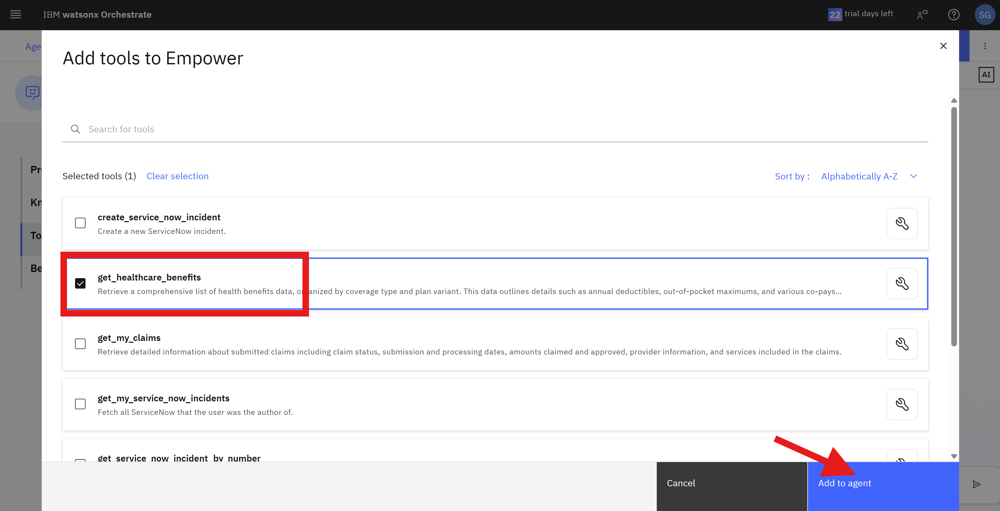 IBM watsonx Orchestrate
22 trial days left
SG
Age
Add tools to Empower
AI
Search for tools
Selected tools (1) Clear selection
Sort by : Alphabetically A-Z
Pr
Kn
To
Be
create_service_now_incident
Create a new ServiceNow incident.
get_healthcare_benefits
Retrieve a comprehensive list of health benefits data, organized by coverage type and plan variant. This data outlines details such as annual deductibles, out-of-pocket maximums, and various co-pays...
get_my_claims
Retrieve detailed information about submitted claims including claim status, submission and processing dates, amounts claimed and approved, provider information, and services included in the claims.
get_my_service_now_incidents
Fetch all ServiceNow that the user was the author of.
get_service_now_incident_by_number
Cancel
Add to agent